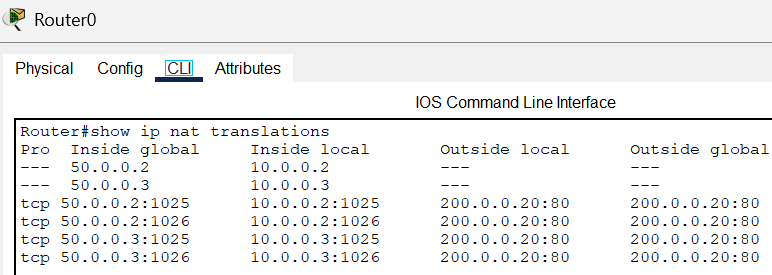 Router0
Physical Config CLI Attributes
IOS Command Line Interface
Router#show ip nat translations
Pro  Inside global     Inside local       Outside local      Outside global
---  50.0.0.2          10.0.0.2           ---                ---
---  50.0.0.3          10.0.0.3           ---                ---
tcp 50.0.0.2:1025      10.0.0.2:1025      200.0.0.20:80      200.0.0.20:80
tcp 50.0.0.2:1026      10.0.0.2:1026      200.0.0.20:80      200.0.0.20:80
tcp 50.0.0.3:1025      10.0.0.3:1025      200.0.0.20:80      200.0.0.20:80
tcp 50.0.0.3:1026      10.0.0.3:1026      200.0.0.20:80      200.0.0.20:80